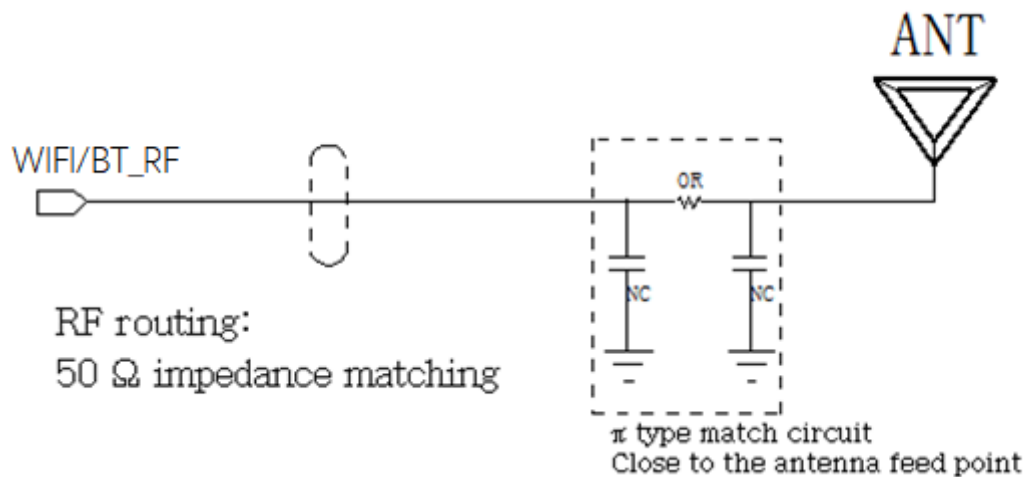 ANT
WIFI/BT_RF
0R
NC
NC
RF routing:
50 Ω impedance matching
π type match circuit
Close to the antenna feed point